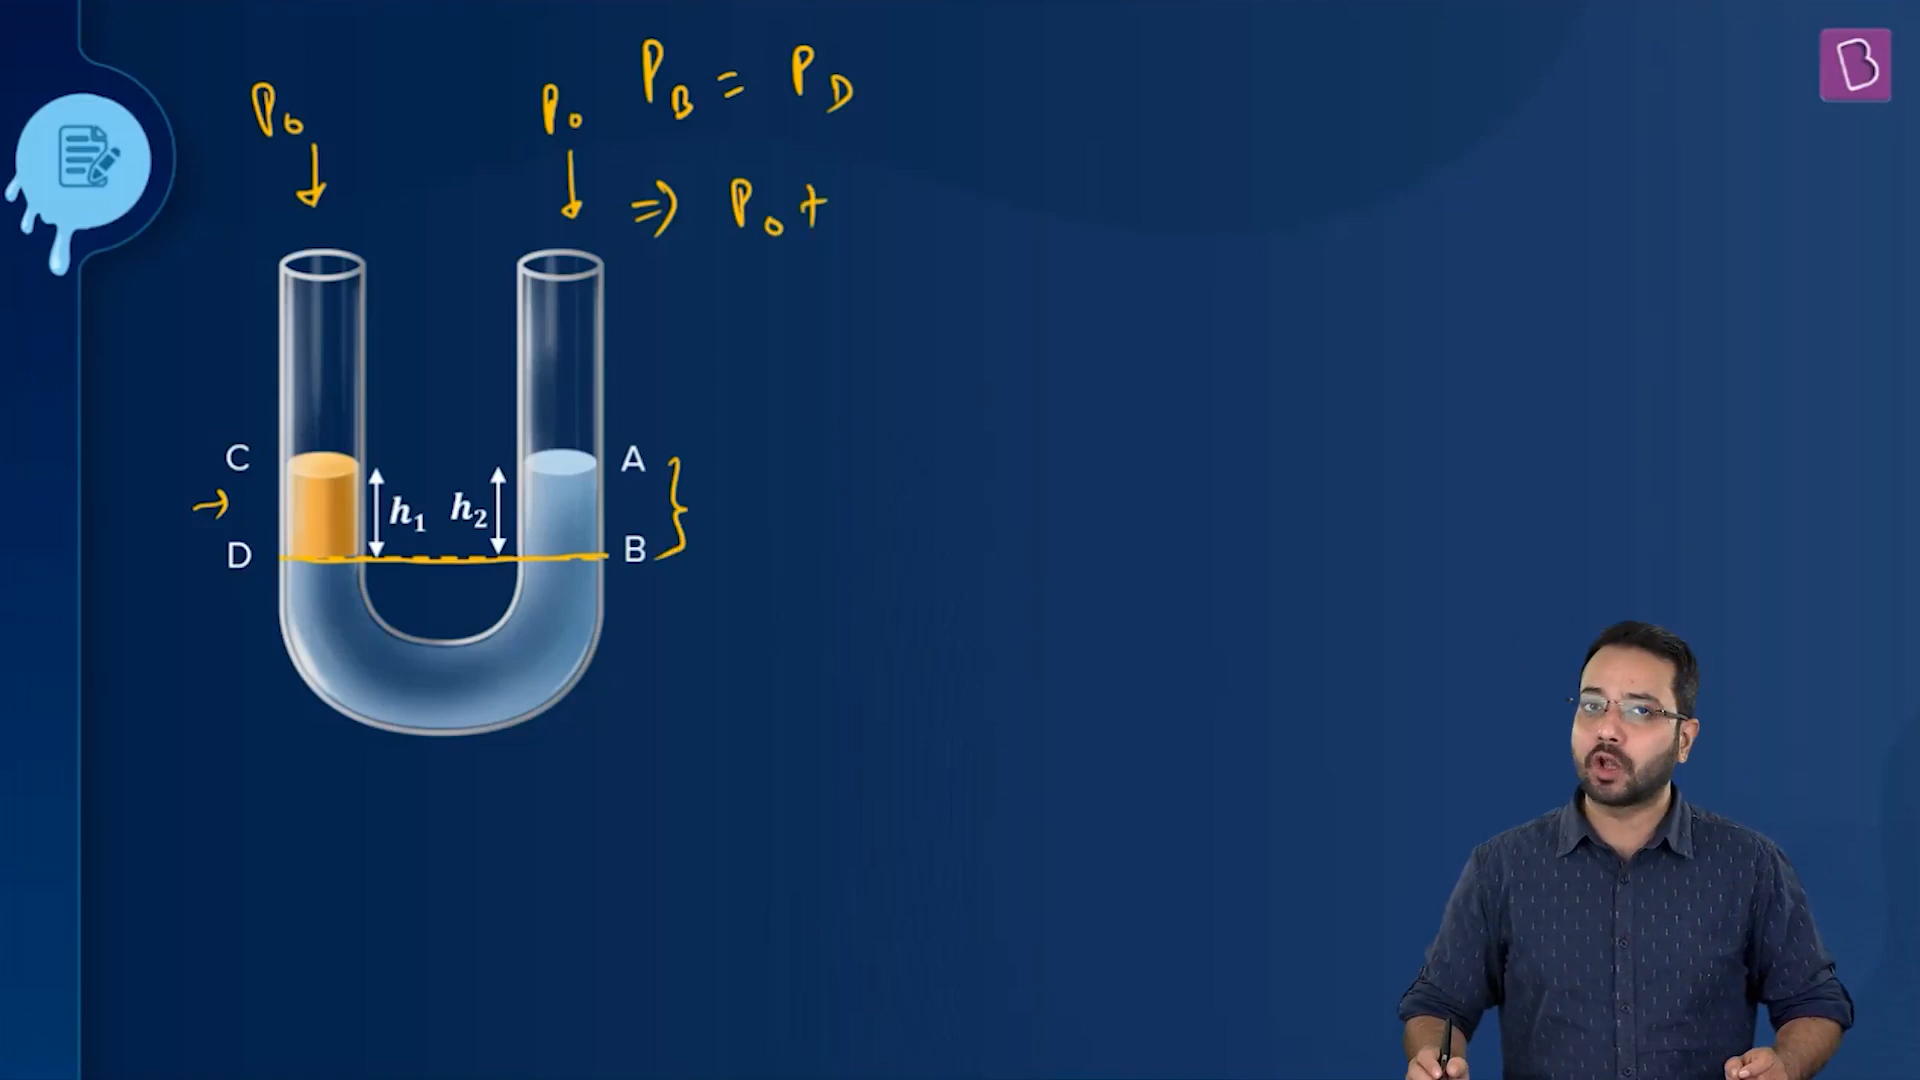 P₀ P₀ P_B = P_D
⇒ P₀ +
C A
h₁ h₂
D B
B